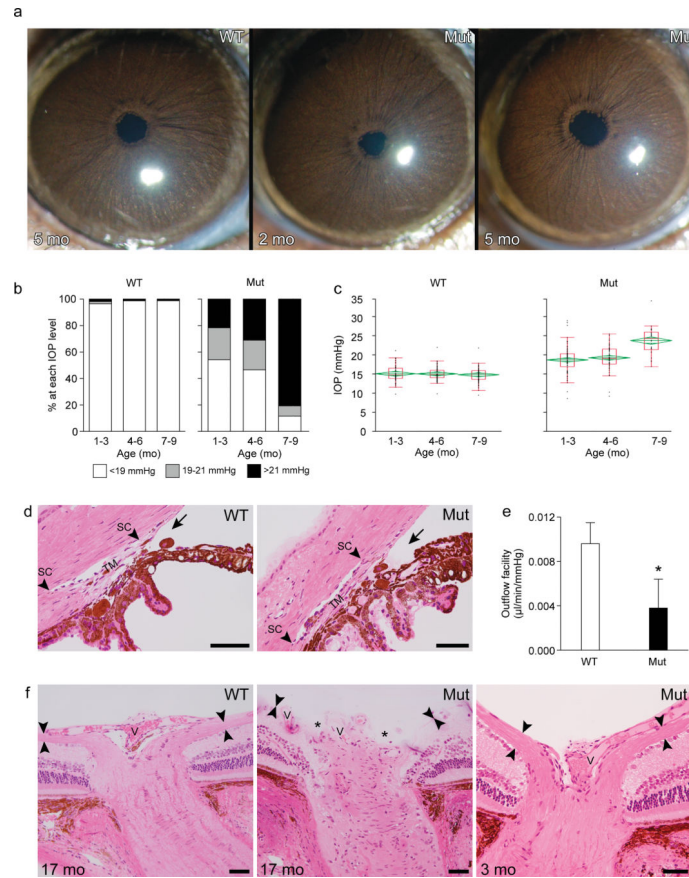 a
WT
Mut
Mut
5 mo
2 mo
5 mo
b
WT
Mut
% at each IOP level
100
80
60
40
20
0
1-3
4-6
7-9
1-3
4-6
7-9
Age (mo)
Age (mo)
<19 mmHg
19-21 mmHg
>21 mmHg
c
WT
Mut
IOP (mmHg)
35
30
25
20
15
10
5
0
1-3
4-6
7-9
1-3
4-6
7-9
Age (mo)
Age (mo)
d
WT
SC
SC
TM
Mut
SC
SC
TM
e
Outflow facility
(µl/min/mmHg)
0.012
0.008
0.004
0.000
*
WT
Mut
f
WT
V
17 mo
Mut
V
*
V
*
17 mo
Mut
V
3 mo